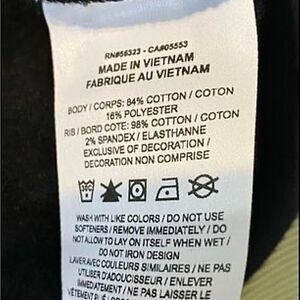 RN#56323 - CA#05553
MADE IN VIETNAM
FABRIQUE AU VIETNAM
BODY / CORPS: 84% COTTON / COTON
16% POLYESTER
RIB / BORD COTE: 98% COTTON / COTON
2% SPANDEX / ELASTHANNE
EXCLUSIVE OF DECORATION /
DECORATION NON COMPRISE
WASH WITH LIKE COLORS / DO NOT USE
SOFTENERS / REMOVE IMMEDIATELY / DO
NOT ALLOW TO LAY ON ITSELF WHEN WET /
DO NOT IRON DESIGN
LAVER AVEC COULEURS SIMILAIRES / NE PAS
UTILISER D'ADOUCISSEUR / ENLEVER
IMMEDIATEMENT / NE PAS LAISSER LE